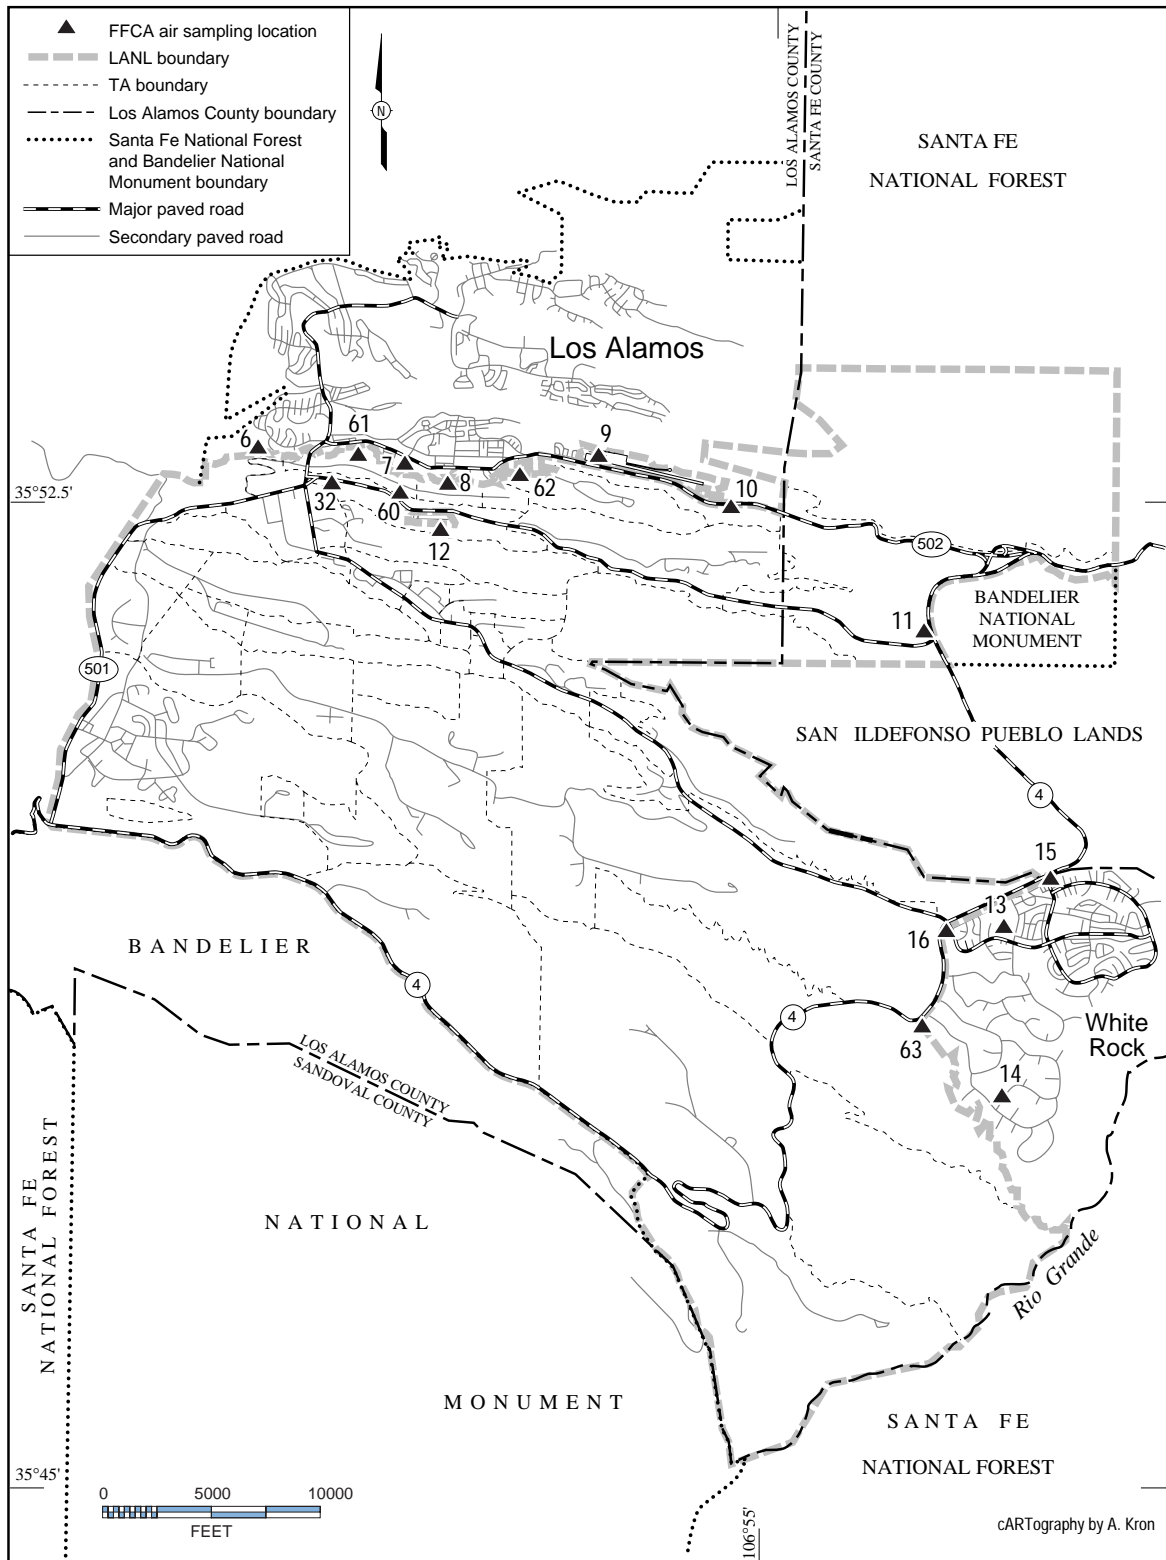 FFCA air sampling location
LANL boundary
TA boundary
Los Alamos County boundary
Santa Fe National Forest
and Bandelier National
Monument boundary
Major paved road
Secondary paved road
N
LOS ALAMOS COUNTY
SANTA FE COUNTY
SANTA FE
NATIONAL FOREST
Los Alamos
6
61
7
8
62
9
10
32
60
12
35°52.5'
502
11
BANDELIER
NATIONAL
MONUMENT
501
SAN ILDEFONSO PUEBLO LANDS
4
15
13
16
BANDELIER
4
4
63
White
Rock
14
LOS ALAMOS COUNTY
SANDOVAL COUNTY
SANTA FE
NATIONAL FOREST
NATIONAL
Rio Grande
MONUMENT
SANTA FE
NATIONAL FOREST
35°45'
0 5000 10000
FEET
106°55'
cARTography by A. Kron